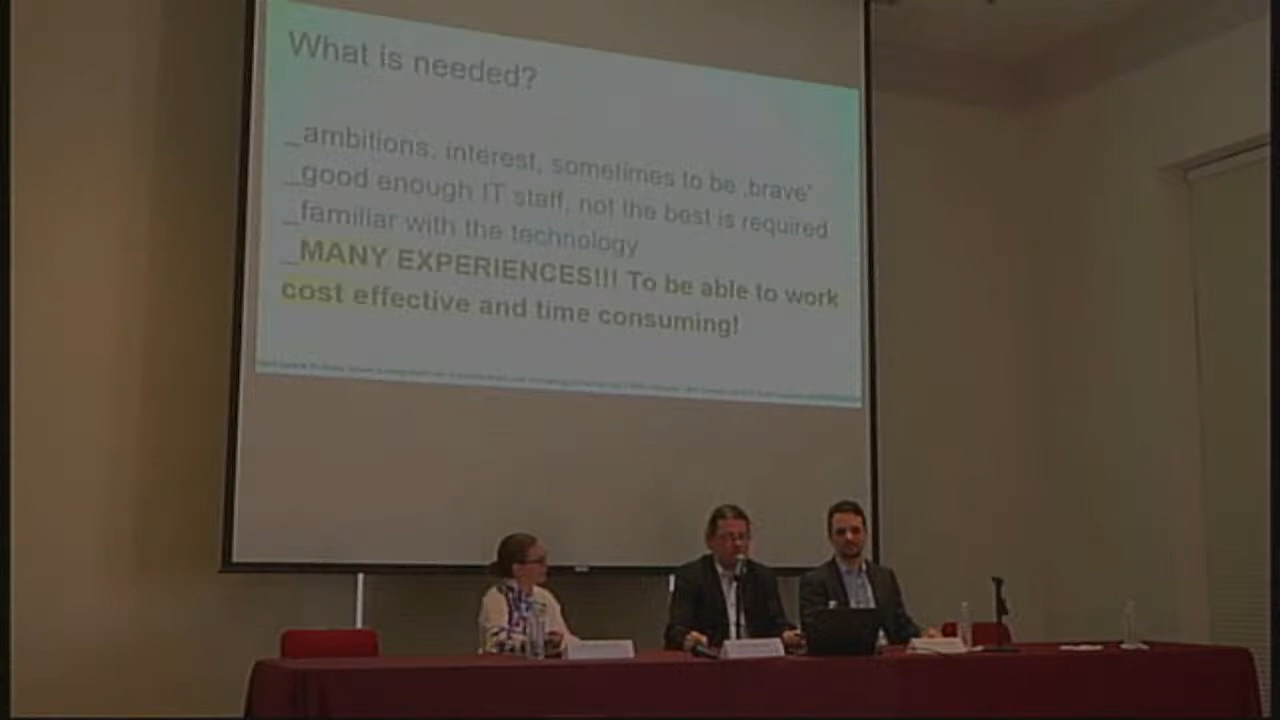 What is needed?
_ambitions, interest, sometimes to be ‚brave'
_good enough IT staff, not the best is required
_familiar with the technology
_MANY EXPERIENCES!!! To be able to work
cost effective and time consuming!